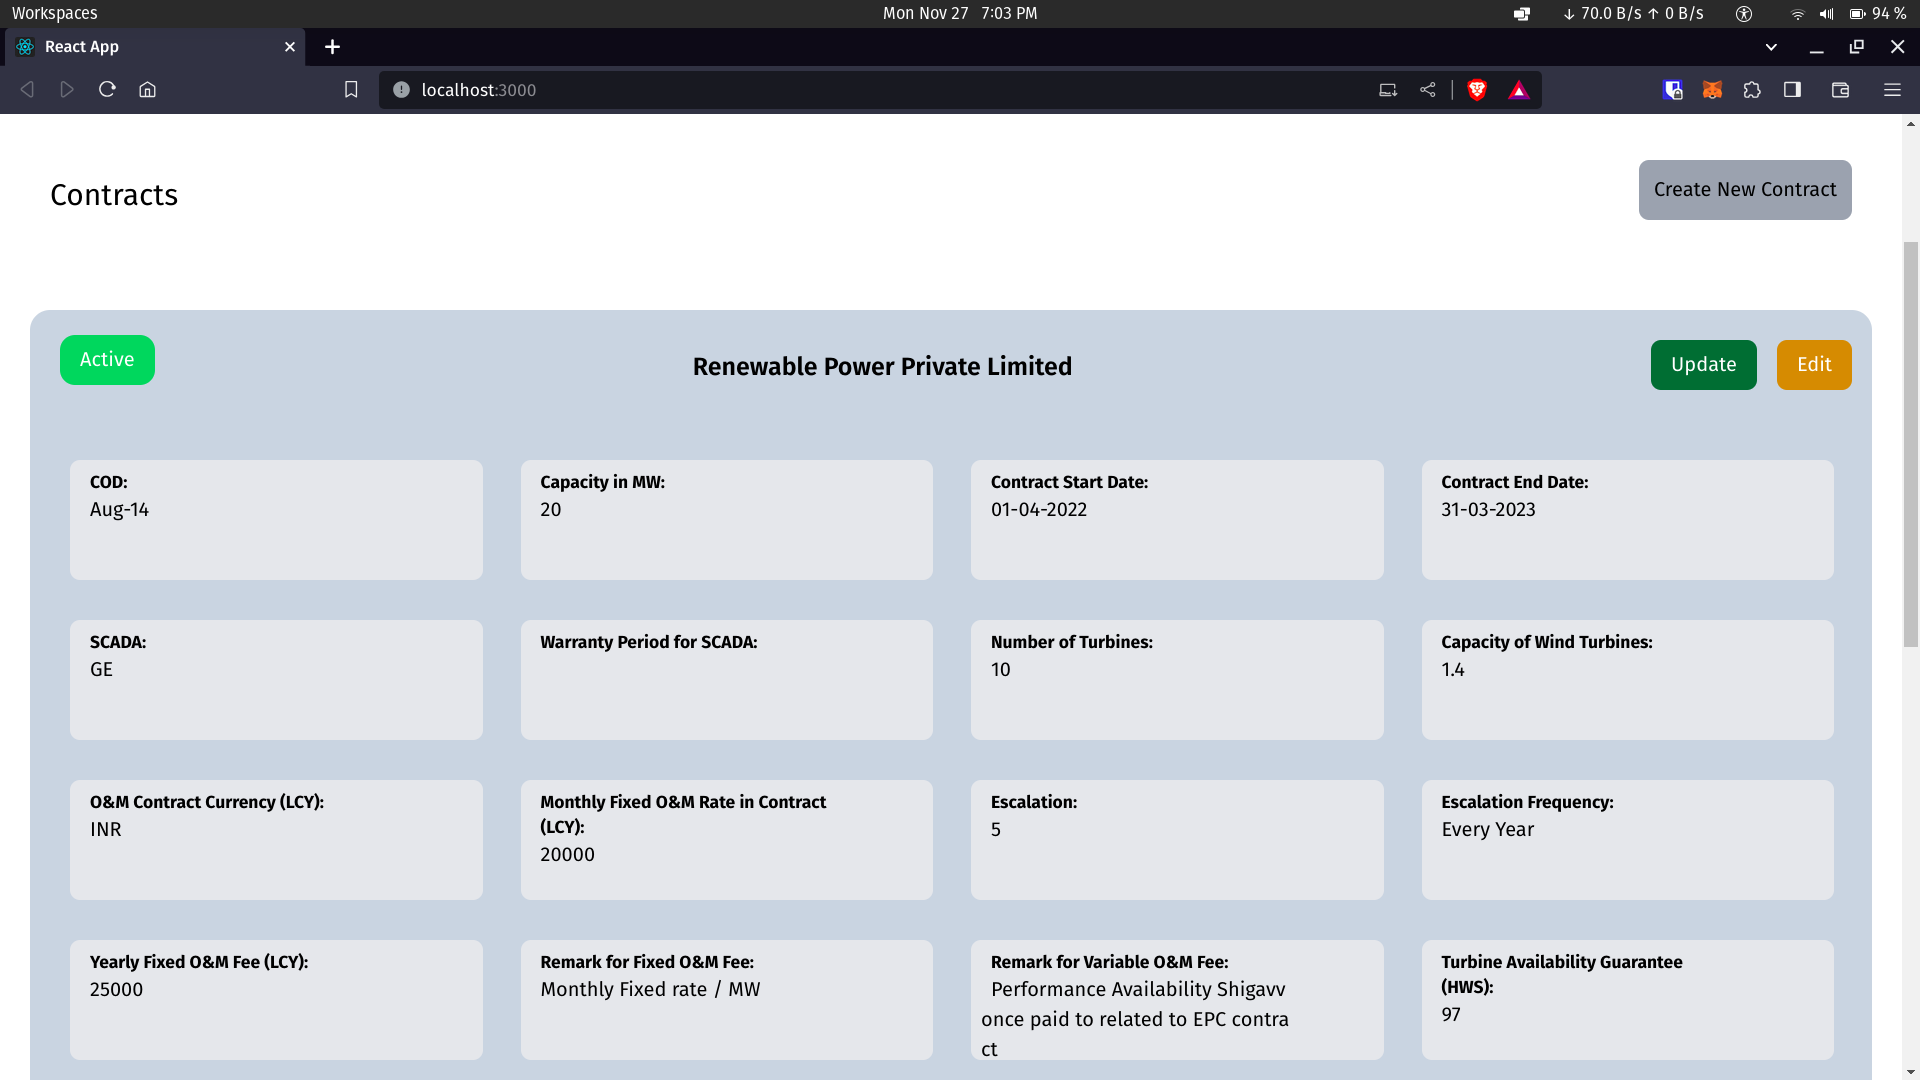 Workspaces
Mon Nov 27 7:03 PM
↓ 70.0 B/s ↑ 0 B/s
94 %
React App
localhost:3000
Contracts
Create New Contract
Active
Renewable Power Private Limited
Update
Edit
COD:
Aug-14
Capacity in MW:
20
Contract Start Date:
01-04-2022
Contract End Date:
31-03-2023
SCADA:
GE
Warranty Period for SCADA:
Number of Turbines:
10
Capacity of Wind Turbines:
1.4
O&M Contract Currency (LCY):
INR
Monthly Fixed O&M Rate in Contract
(LCY):
20000
Escalation:
5
Escalation Frequency:
Every Year
Yearly Fixed O&M Fee (LCY):
25000
Remark for Fixed O&M Fee:
Monthly Fixed rate / MW
Remark for Variable O&M Fee:
Performance Availability Shigavv
once paid to related to EPC contra
ct
Turbine Availability Guarantee
(HWS):
97